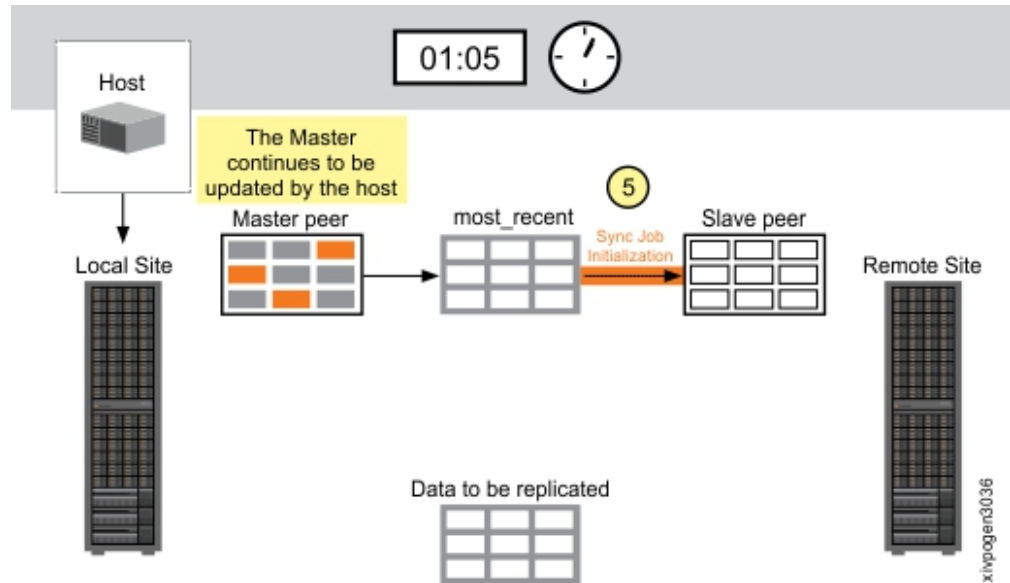 01:05
Host
The Master
continues to be
updated by the host
5
Master peer
most_recent
Sync Job
Initialization
Slave peer
Local Site
Remote Site
Data to be replicated
xivpogen3036